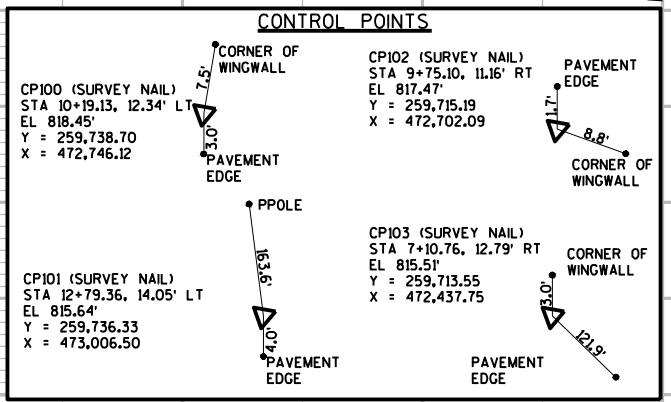 CONTROL POINTS
CORNER OF
WINGWALL
7.5'
CP100 (SURVEY NAIL)
STA 10+19.13, 12.34' LT
EL 818.45'
Y = 259,738.70
X = 472,746.12
3.0'
PAVEMENT
EDGE
CP102 (SURVEY NAIL)
STA 9+75.10, 11.16' RT
EL 817.47'
Y = 259,715.19
X = 472,702.09
PAVEMENT
EDGE
1.7'
8.8'
CORNER OF
WINGWALL
PPOLE
163.6'
CP101 (SURVEY NAIL)
STA 12+79.36, 14.05' LT
EL 815.64'
Y = 259,736.33
X = 473,006.50
4.0'
PAVEMENT
EDGE
CP103 (SURVEY NAIL)
STA 7+10.76, 12.79' RT
EL 815.51'
Y = 259,713.55
X = 472,437.75
CORNER OF
WINGWALL
3.0'
121.9'
PAVEMENT
EDGE